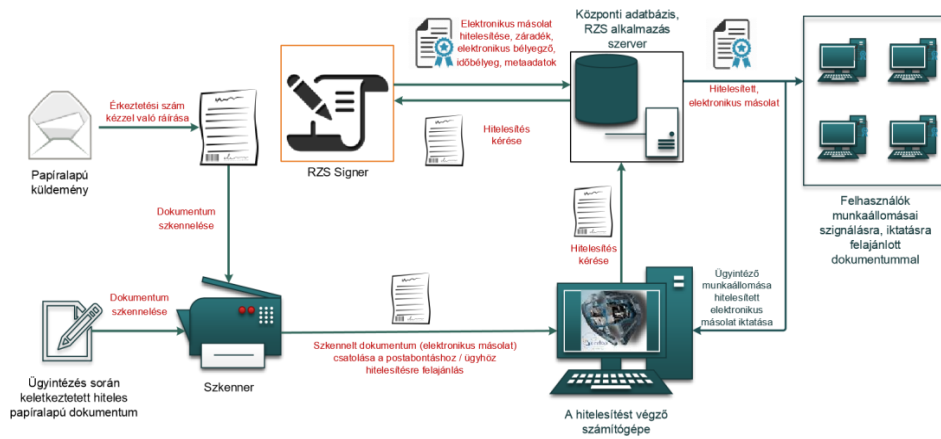 Elektronikus másolat
hitelesítése, záradék,
elektronikus bélyegző,
időbélyeg, metaadatok
Központi adatbázis,
RZS alkalmazás
szerver
Hitelesített,
elektronikus másolat
Érkeztetési szám
kézzel való ráírása
Hitelesítés
kérése
RZS Signer
Papíralapú
küldemény
Felhasználók
munkaállomásai
szignálásra, iktatásra
felajánlott
dokumentummal
Dokumentum
szkennelése
Hitelesítés
kérése
Ügyintéző
munkaállomása
hitelesített
elektronikus
másolat iktatása
Dokumentum
szkennelése
Szkennelt dokumentum (elektronikus másolat)
csatolása a postabontáshoz / ügyhöz
hitelesítésre felajánlás
Szkenner
Ügyintézés során
keletkeztetett hiteles
papíralapú dokumentum
A hitelesítést végző
számítógépe